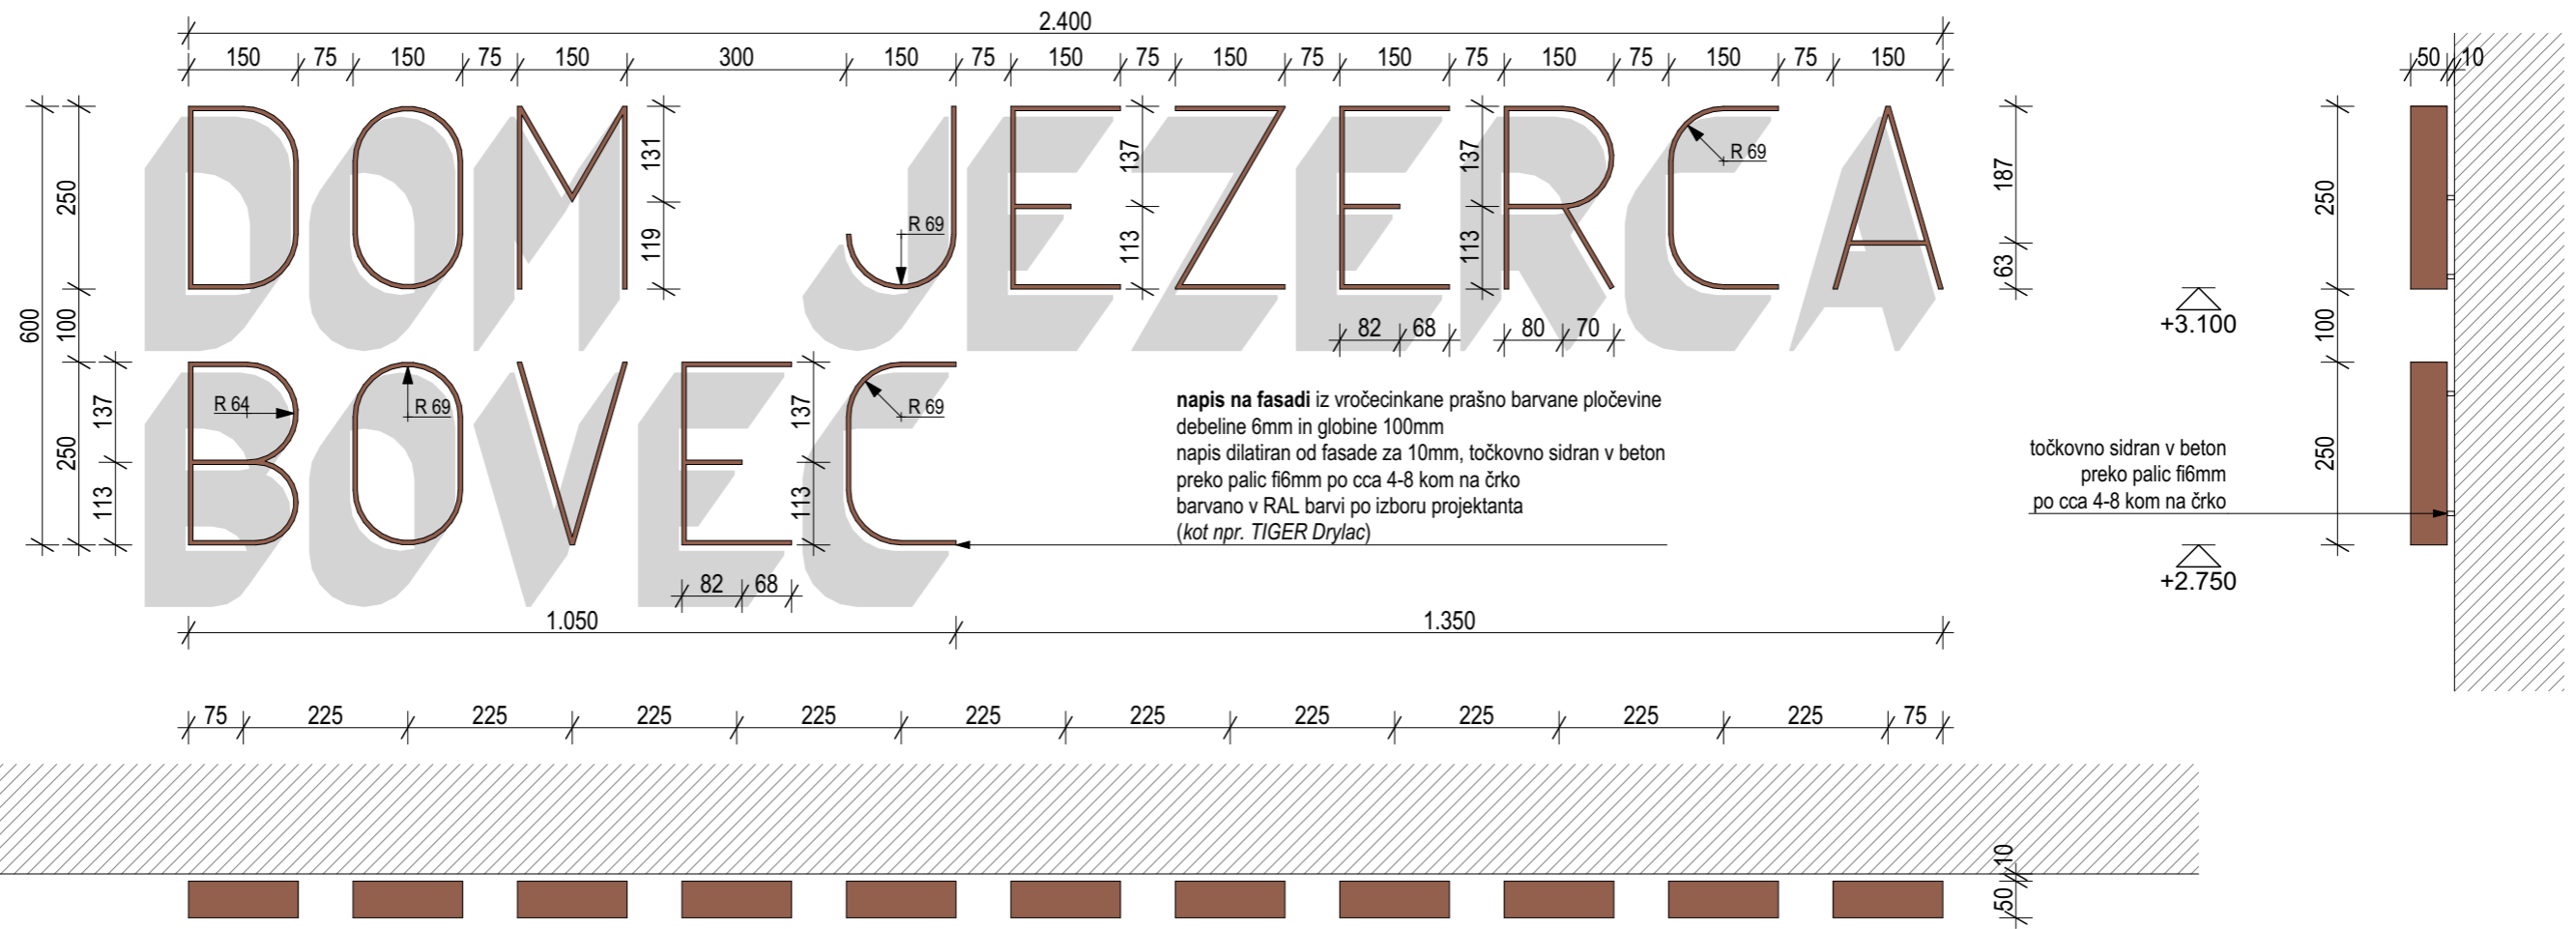 2.400
150 75 150 75 150 300 150 75 150 75 150 75 150 75 150 75 150 75 150
50 10
DOM JEZERCA
600
250
100
250
131
119
R 69
137
113
137
113
R 69
187
63
250
100
250
82 68
80 70
+3.100
BOVEC
137
113
R 64
R 69
137
113
R 69
82 68
napis na fasadi iz vročecinkane prašno barvane pločevine
debeline 6mm in globine 100mm
napis dilatiran od fasade za 10mm, točkovno sidran v beton
preko palic fi6mm po cca 4-8 kom na črko
barvano v RAL barvi po izboru projektanta
(kot npr. TIGER Drylac)
točkovno sidran v beton
preko palic fi6mm
po cca 4-8 kom na črko
+2.750
1.050 1.350
75 225 225 225 225 225 225 225 225 225 225 75
10
50